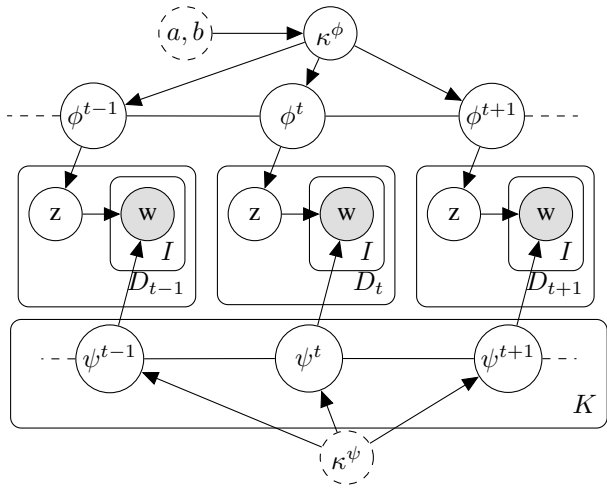 a, b κ^ϕ
ϕ^{t−1} ϕ^t ϕ^{t+1}
z w z w z w
I I I
D_{t−1} D_t D_{t+1}
ψ^{t−1} ψ^t ψ^{t+1}
K
κ^ψ